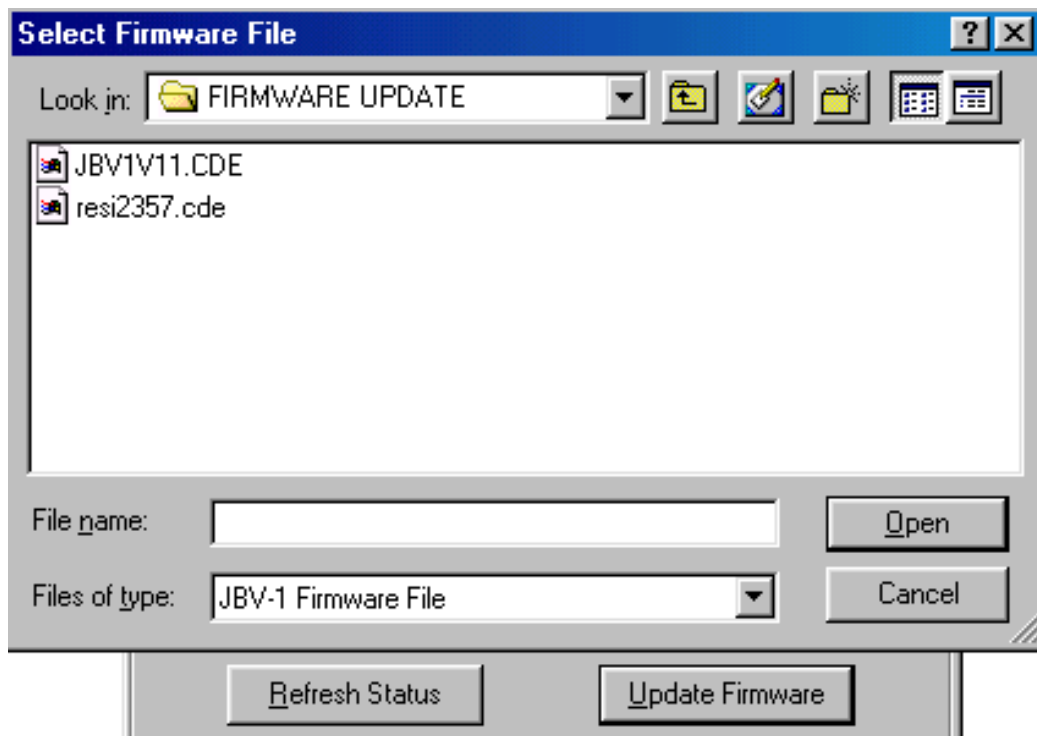 Select Firmware File
Look in: FIRMWARE UPDATE
JBV1V11.CDE
resi2357.cde
File name: Open
Files of type: JBV-1 Firmware File Cancel
Refresh Status Update Firmware